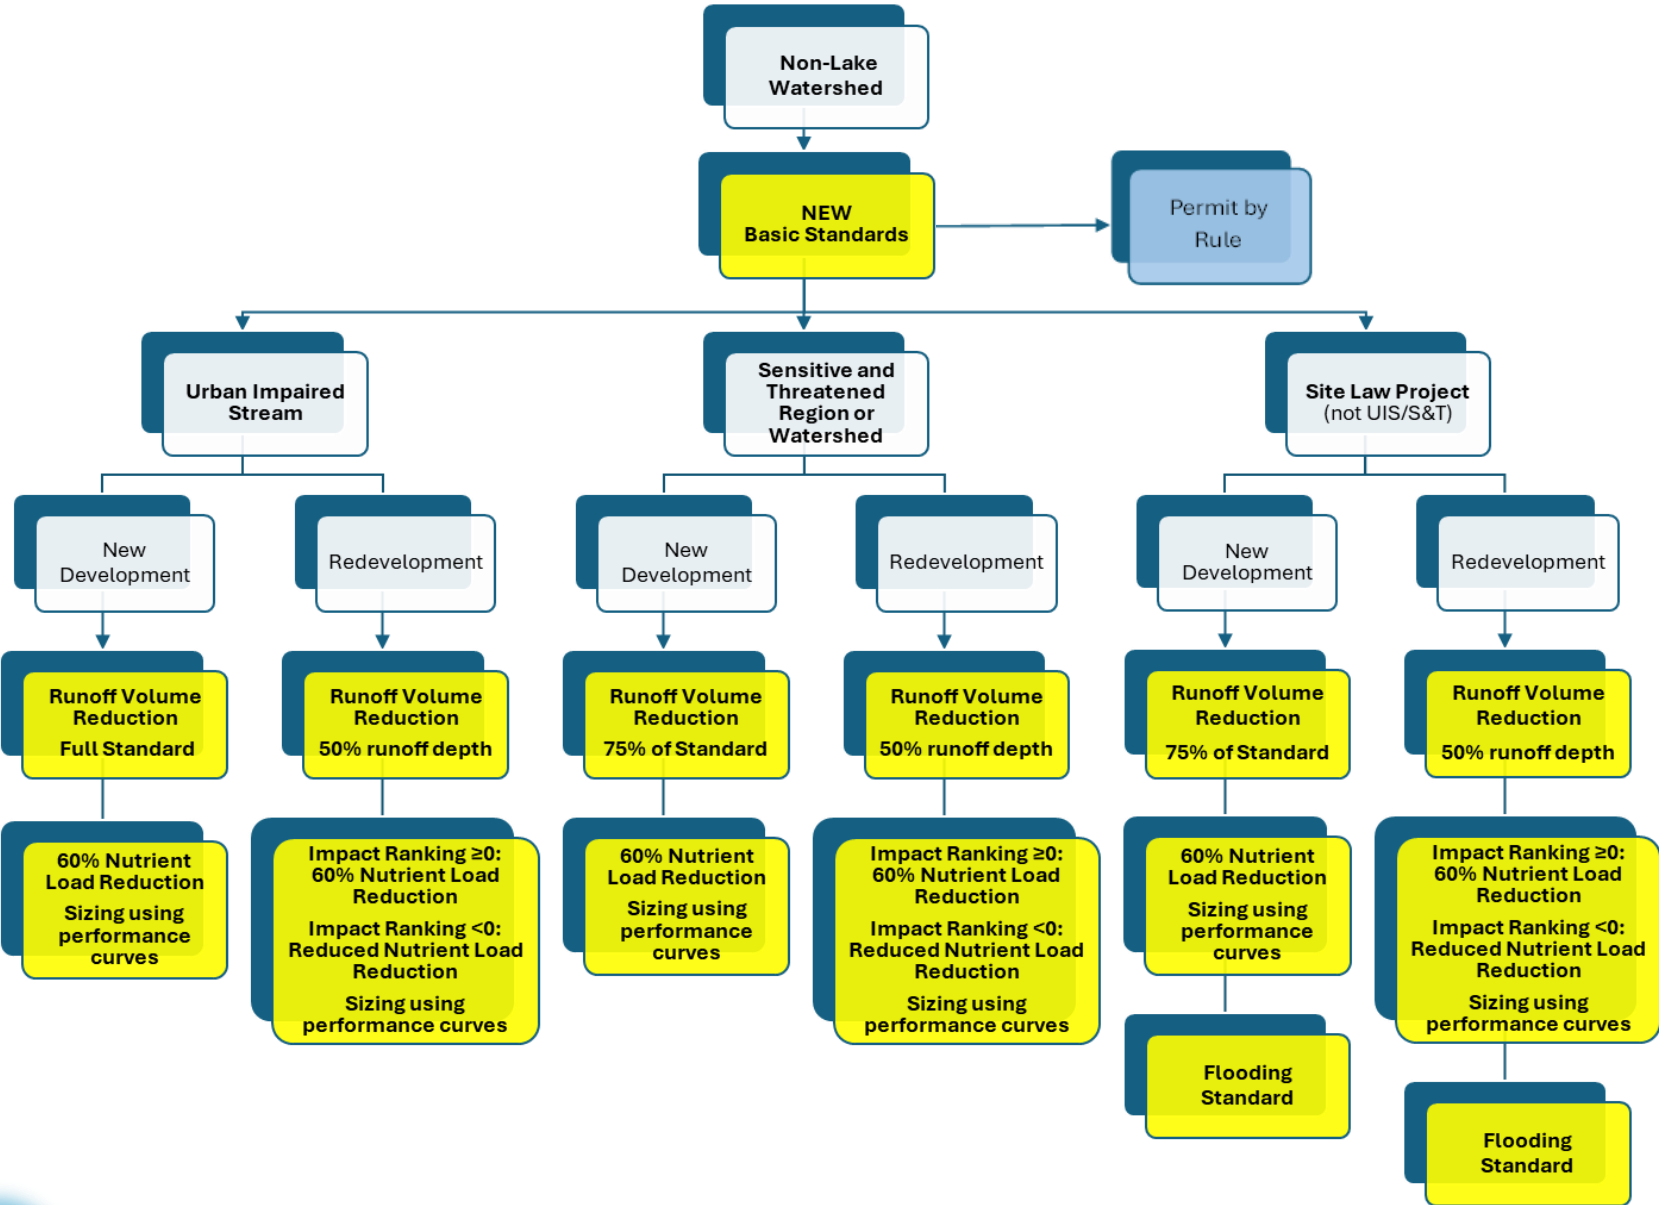 Non-Lake
Watershed
NEW
Basic Standards
Permit by
Rule
Urban Impaired
Stream
Sensitive and
Threatened
Region or
Watershed
Site Law Project
(not UIS/S&T)
New
Development
Redevelopment
New
Development
Redevelopment
New
Development
Redevelopment
Runoff Volume
Reduction
Full Standard
Runoff Volume
Reduction
50% runoff depth
Runoff Volume
Reduction
75% of Standard
Runoff Volume
Reduction
50% runoff depth
Runoff Volume
Reduction
75% of Standard
Runoff Volume
Reduction
50% runoff depth
60% Nutrient
Load Reduction
Sizing using
performance
curves
Impact Ranking ≥0:
60% Nutrient Load
Reduction
Impact Ranking <0:
Reduced Nutrient Load
Reduction
Sizing using
performance curves
60% Nutrient
Load Reduction
Sizing using
performance
curves
Impact Ranking ≥0:
60% Nutrient Load
Reduction
Impact Ranking <0:
Reduced Nutrient Load
Reduction
Sizing using
performance curves
60% Nutrient
Load Reduction
Sizing using
performance
curves
Impact Ranking ≥0:
60% Nutrient Load
Reduction
Impact Ranking <0:
Reduced Nutrient Load
Reduction
Sizing using
performance curves
Flooding
Standard
Flooding
Standard